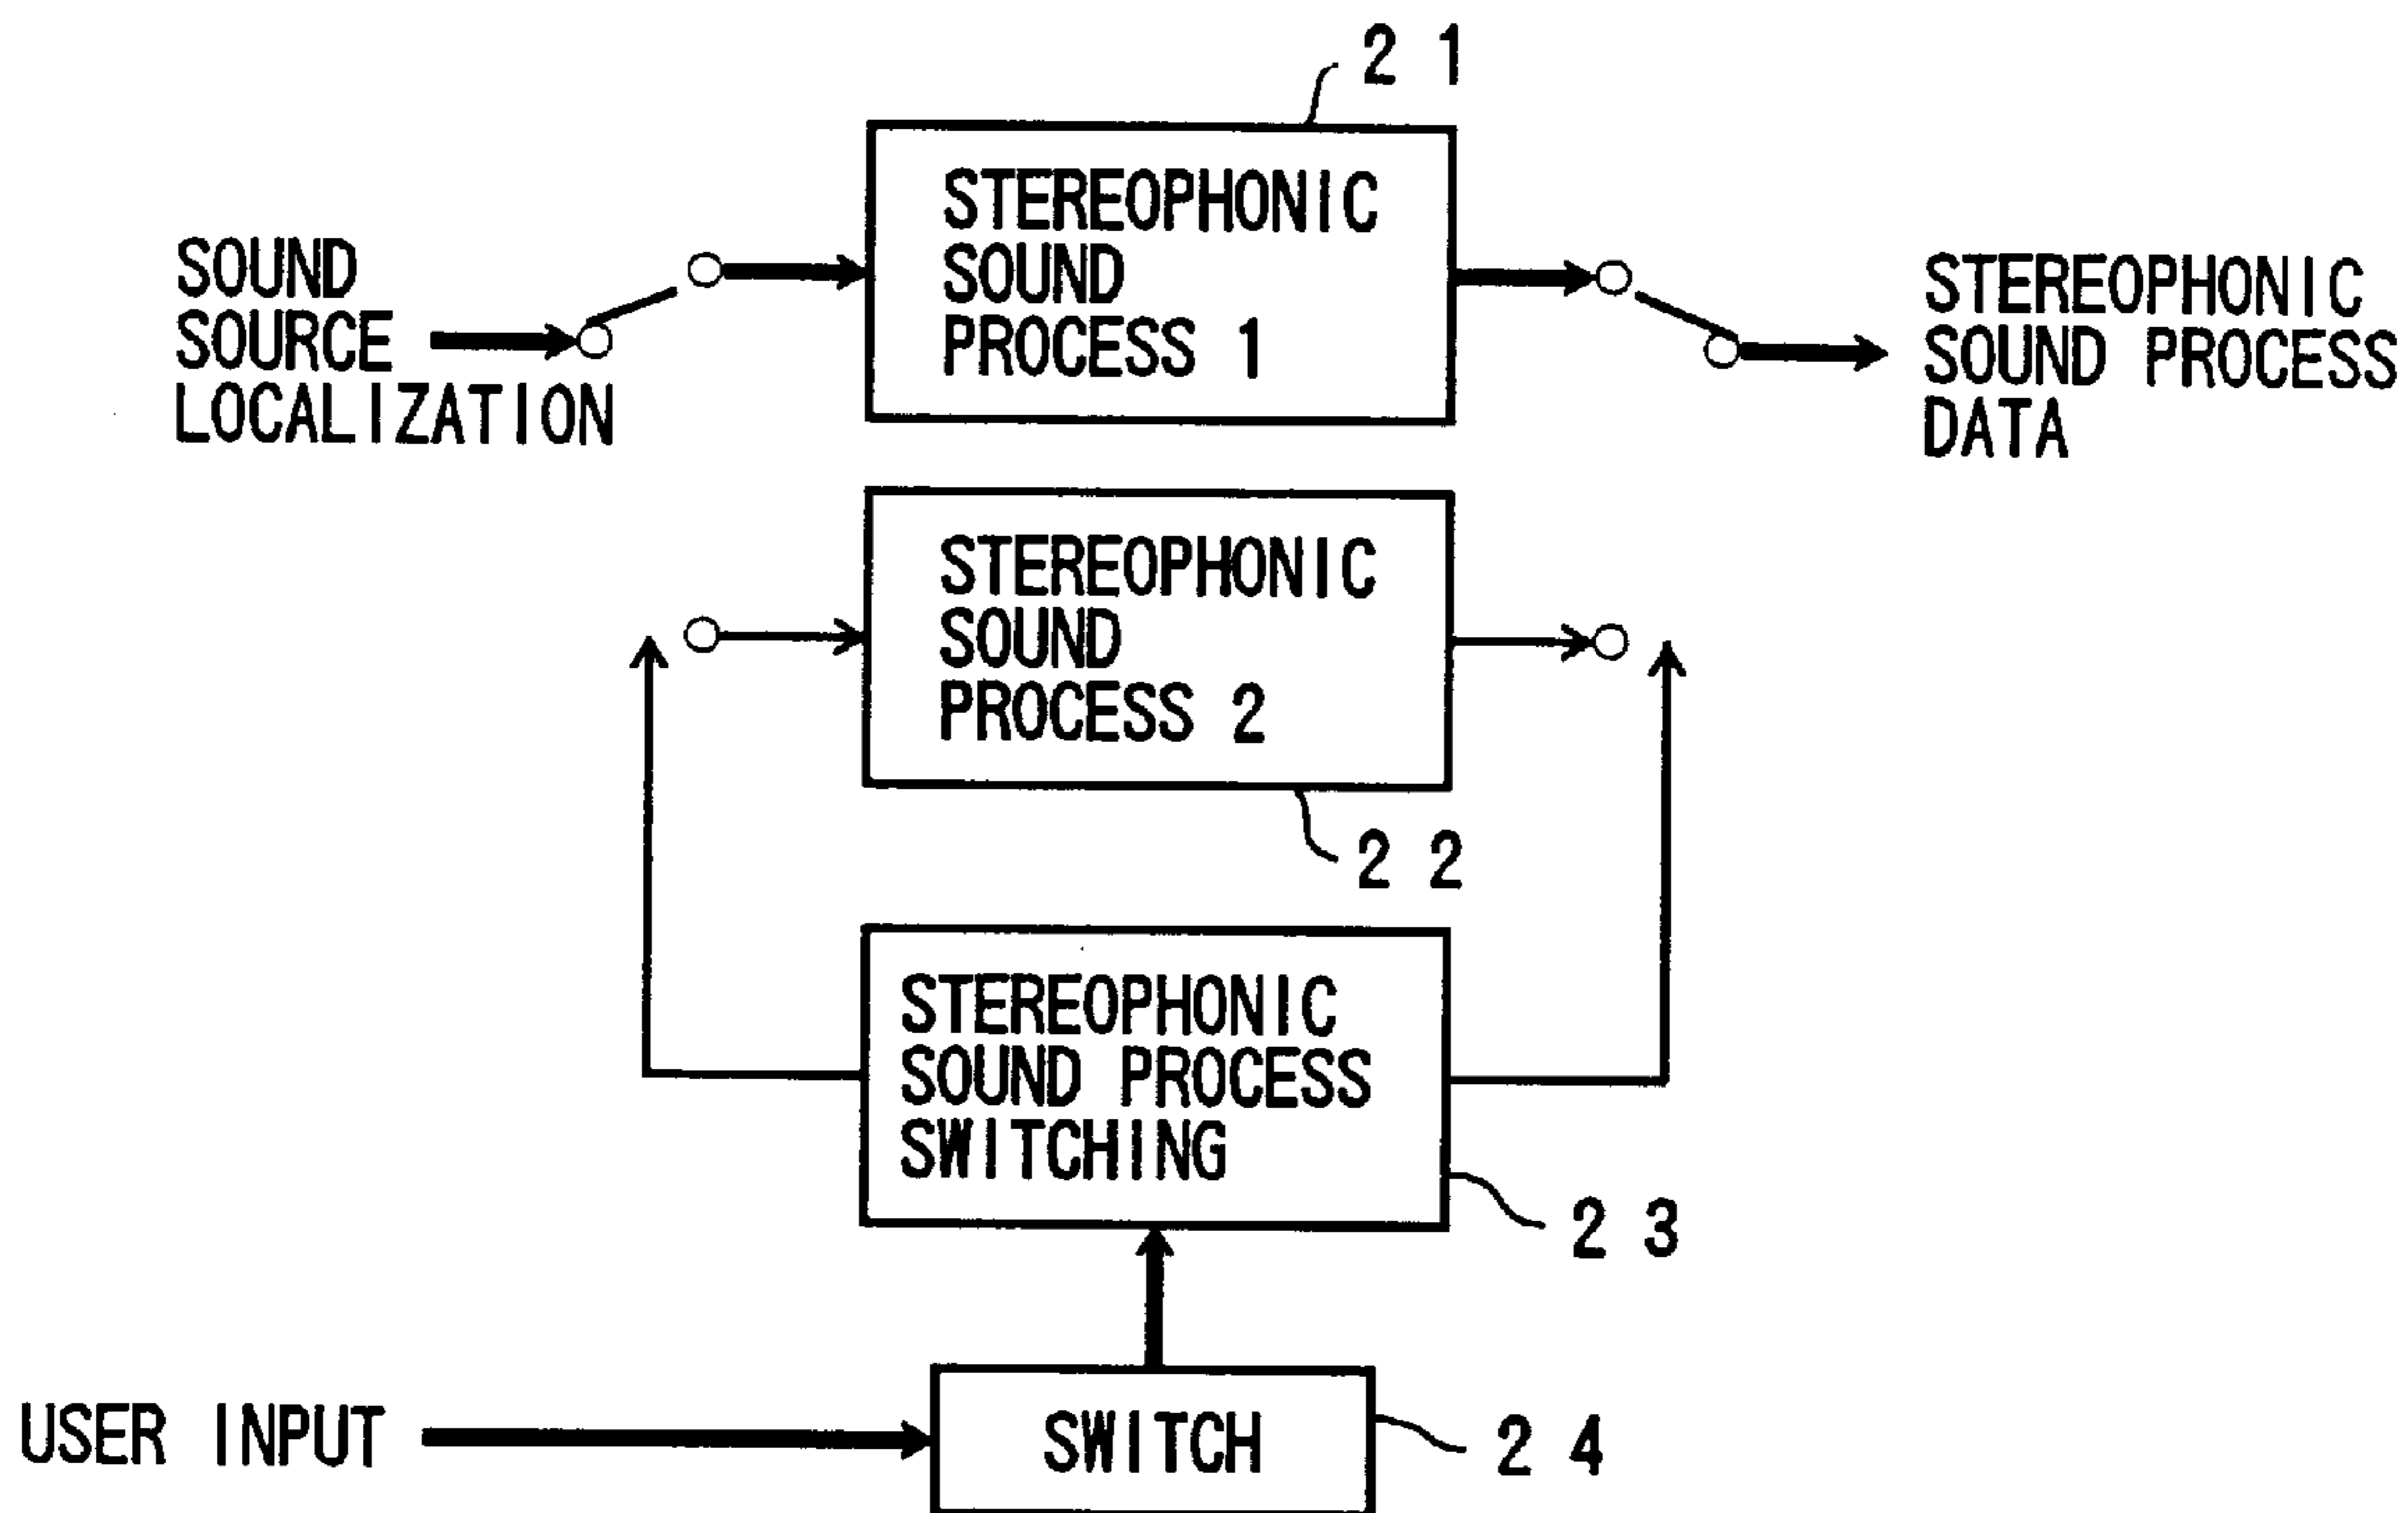 21
STEREOPHONIC
SOUND
PROCESS 1
SOUND
SOURCE
LOCALIZATION
STEREOPHONIC
SOUND PROCESS
DATA
STEREOPHONIC
SOUND
PROCESS 2
22
STEREOPHONIC
SOUND PROCESS
SWITCHING
23
USER INPUT
SWITCH
24